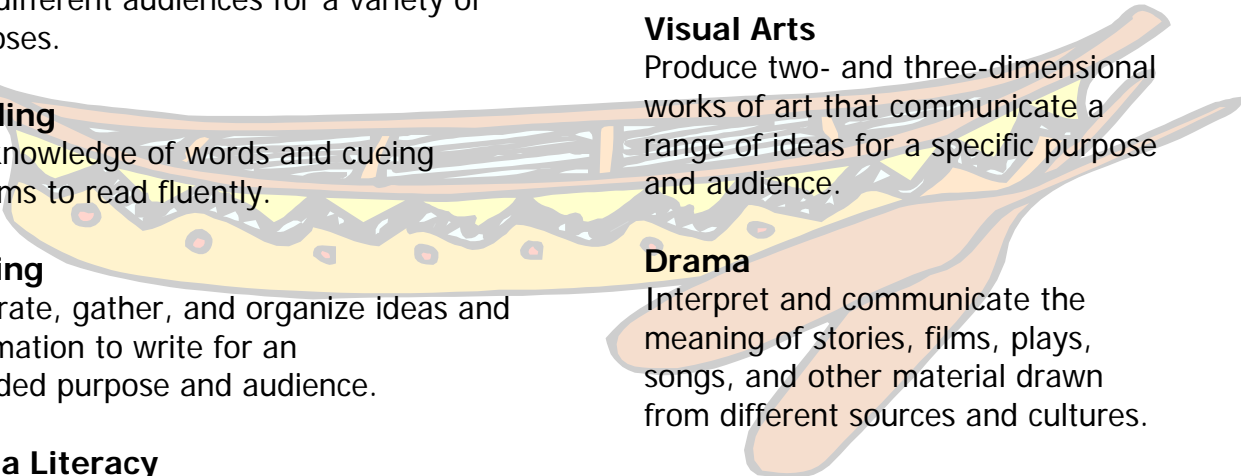 different audiences for a variety of
oses.
ling
nowledge of words and cueing
ms to read fluently.
ing
rate, gather, and organize ideas and
mation to write for an
ded purpose and audience.
a Literacy
Visual Arts
Produce two- and three-dimensional
works of art that communicate a
range of ideas for a specific purpose
and audience.
Drama
Interpret and communicate the
meaning of stories, films, plays,
songs, and other material drawn
from different sources and cultures.